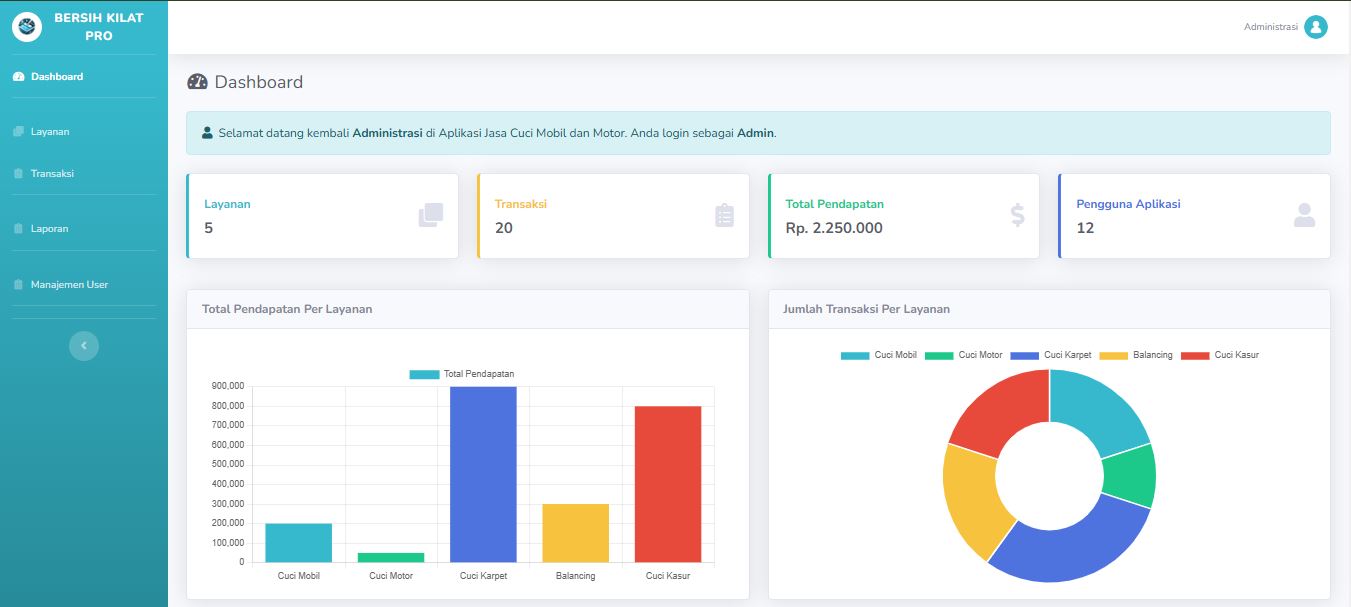 BERSIH KILAT
PRO
Administrasi
Dashboard
Layanan
Transaksi
Laporan
Manajemen User
Dashboard
Selamat datang kembali Administrasi di Aplikasi Jasa Cuci Mobil dan Motor. Anda login sebagai Admin.
Layanan
5
Transaksi
20
Total Pendapatan
Rp. 2.250.000
Pengguna Aplikasi
12
Total Pendapatan Per Layanan
Total Pendapatan
900,000
800,000
700,000
600,000
500,000
400,000
300,000
200,000
100,000
0
Cuci Mobil Cuci Motor Cuci Karpet Balancing Cuci Kasur
Jumlah Transaksi Per Layanan
Cuci Mobil Cuci Motor Cuci Karpet Balancing Cuci Kasur